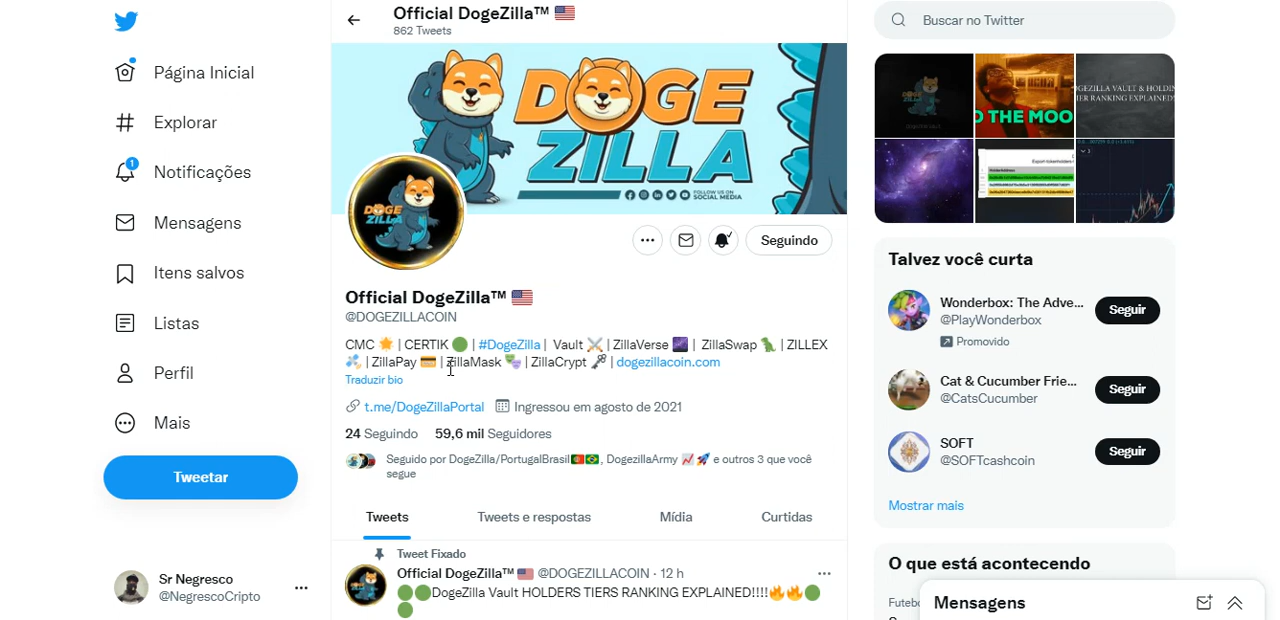 Official DogeZilla™
862 Tweets
Buscar no Twitter
Página Inicial
Explorar
1
Notificações
Mensagens
Itens salvos
Listas
Perfil
Mais
Tweetar
Sr Negresco
@NegrescoCripto
DOGE
ZILLA
FOLLOW US ON
SOCIAL MEDIA
DOGE
ZILLA
Seguindo
Official DogeZilla™
@DOGEZILLACOIN
CMC | CERTIK | #DogeZilla | Vault | ZillaVerse | ZillaSwap | ZILLEX
| ZillaPay | ZillaMask | ZillaCrypt | dogezillacoin.com
Traduzir bio
t.me/DogeZillaPortal Ingressou em agosto de 2021
24 Seguindo 59,6 mil Seguidores
Seguido por DogeZilla/PortugalBrasil, DogezillaArmy e outros 3 que você
segue
Tweets Tweets e respostas Mídia Curtidas
Tweet Fixado
Official DogeZilla™ @DOGEZILLACOIN · 12 h
DogeZilla Vault HOLDERS TIERS RANKING EXPLAINED!!!!
O THE MOO
GEZILLA VAULT & HOLDIN
IER RANKING EXPLAINED
Talvez você curta
Wonderbox: The Adve...
@PlayWonderbox
Promovido
Seguir
Cat & Cucumber Frie...
@CatsCucumber
Seguir
SOFT
@SOFTcashcoin
Seguir
Mostrar mais
O que está acontecendo
Futebo
Mensagens